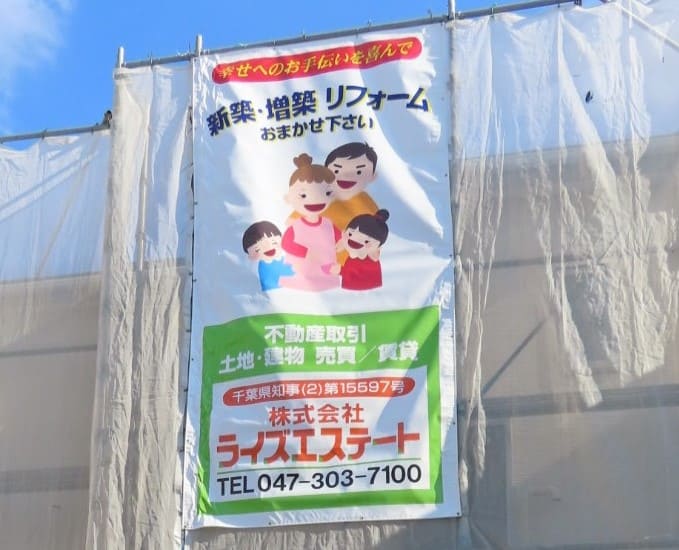 幸せへのお手伝いを喜んで
新築・増築 リフォーム
おまかせ下さい
不動産取引
土地・建物 売買／賃貸
千葉県知事(2)第15597号
株式会社
ライズエステート
TEL 047-303-7100